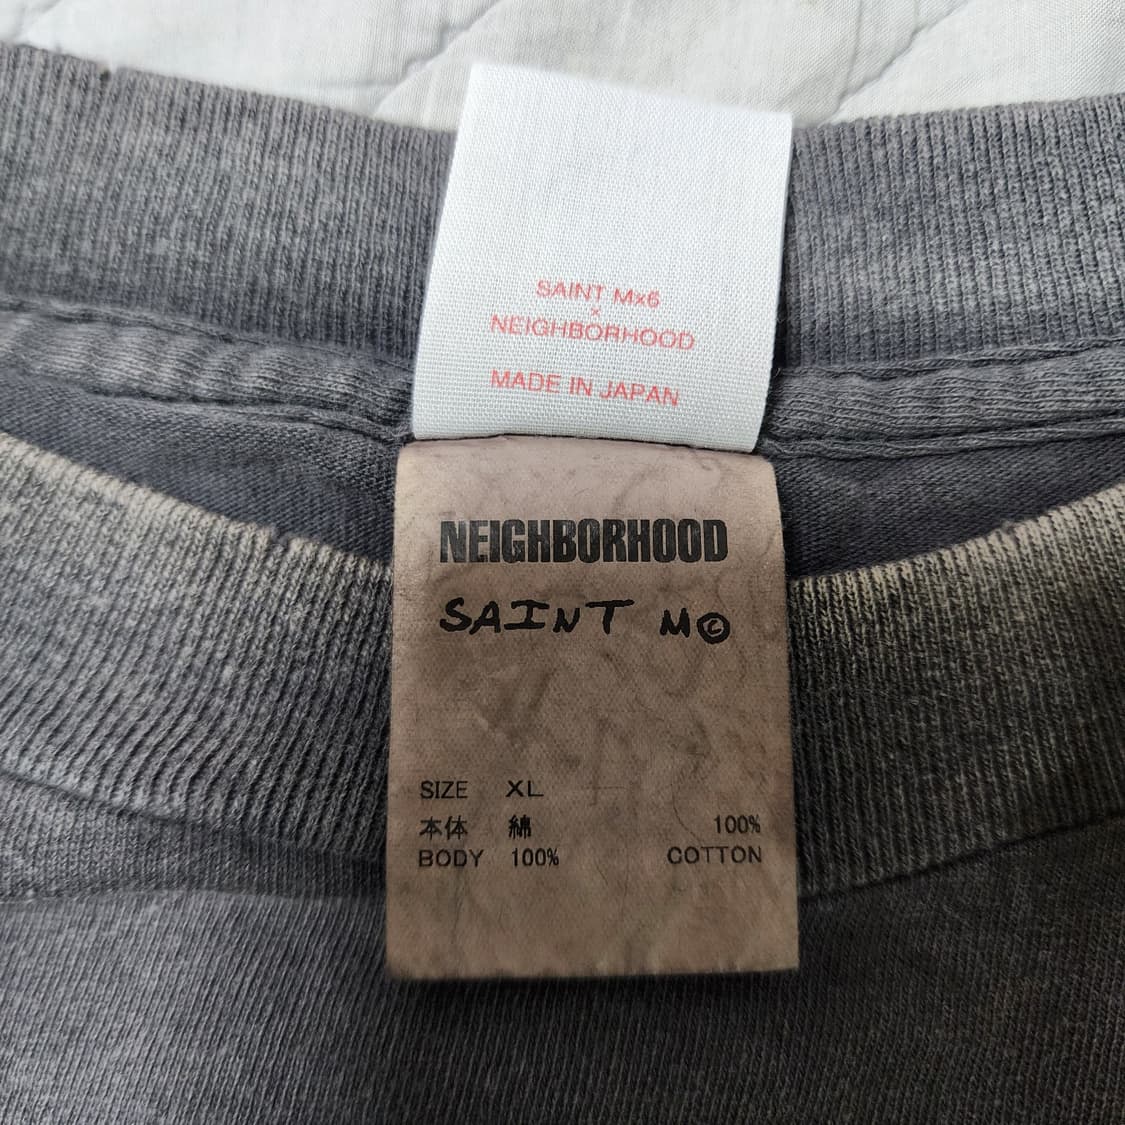 SAINT Mx6
×
NEIGHBORHOOD
MADE IN JAPAN
NEIGHBORHOOD
SAINT M©
SIZE XL
本体 綿 100%
BODY 100% COTTON